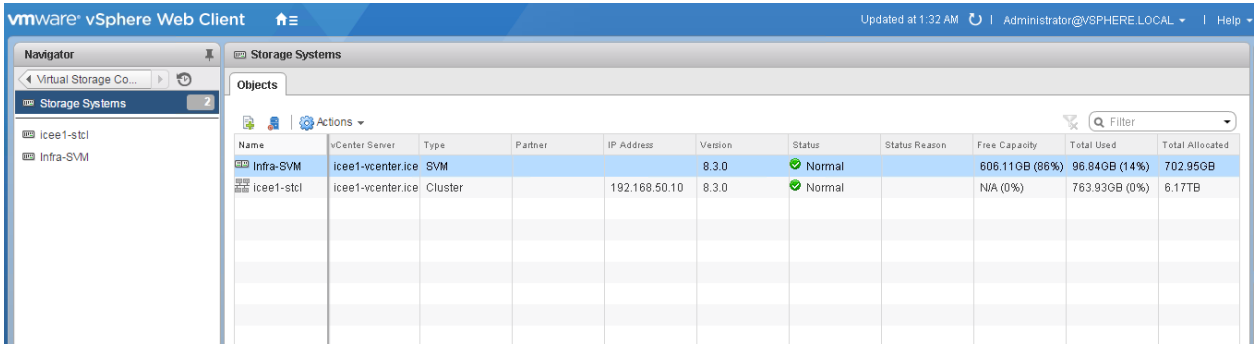 vmware® vSphere Web Client
Updated at 1:32 AM | Administrator@VSPHERE.LOCAL | Help
Navigator
Virtual Storage Co...
Storage Systems 2
icee1-stcl
Infra-SVM
Storage Systems
Objects
Actions
Filter
Name vCenter Server Type Partner IP Address Version Status Status Reason Free Capacity Total Used Total Allocated
Infra-SVM icee1-vcenter.ice SVM 8.3.0 Normal 606.11GB (86%) 96.84GB (14%) 702.95GB
icee1-stcl icee1-vcenter.ice Cluster 192.168.50.10 8.3.0 Normal N/A (0%) 763.93GB (0%) 6.17TB